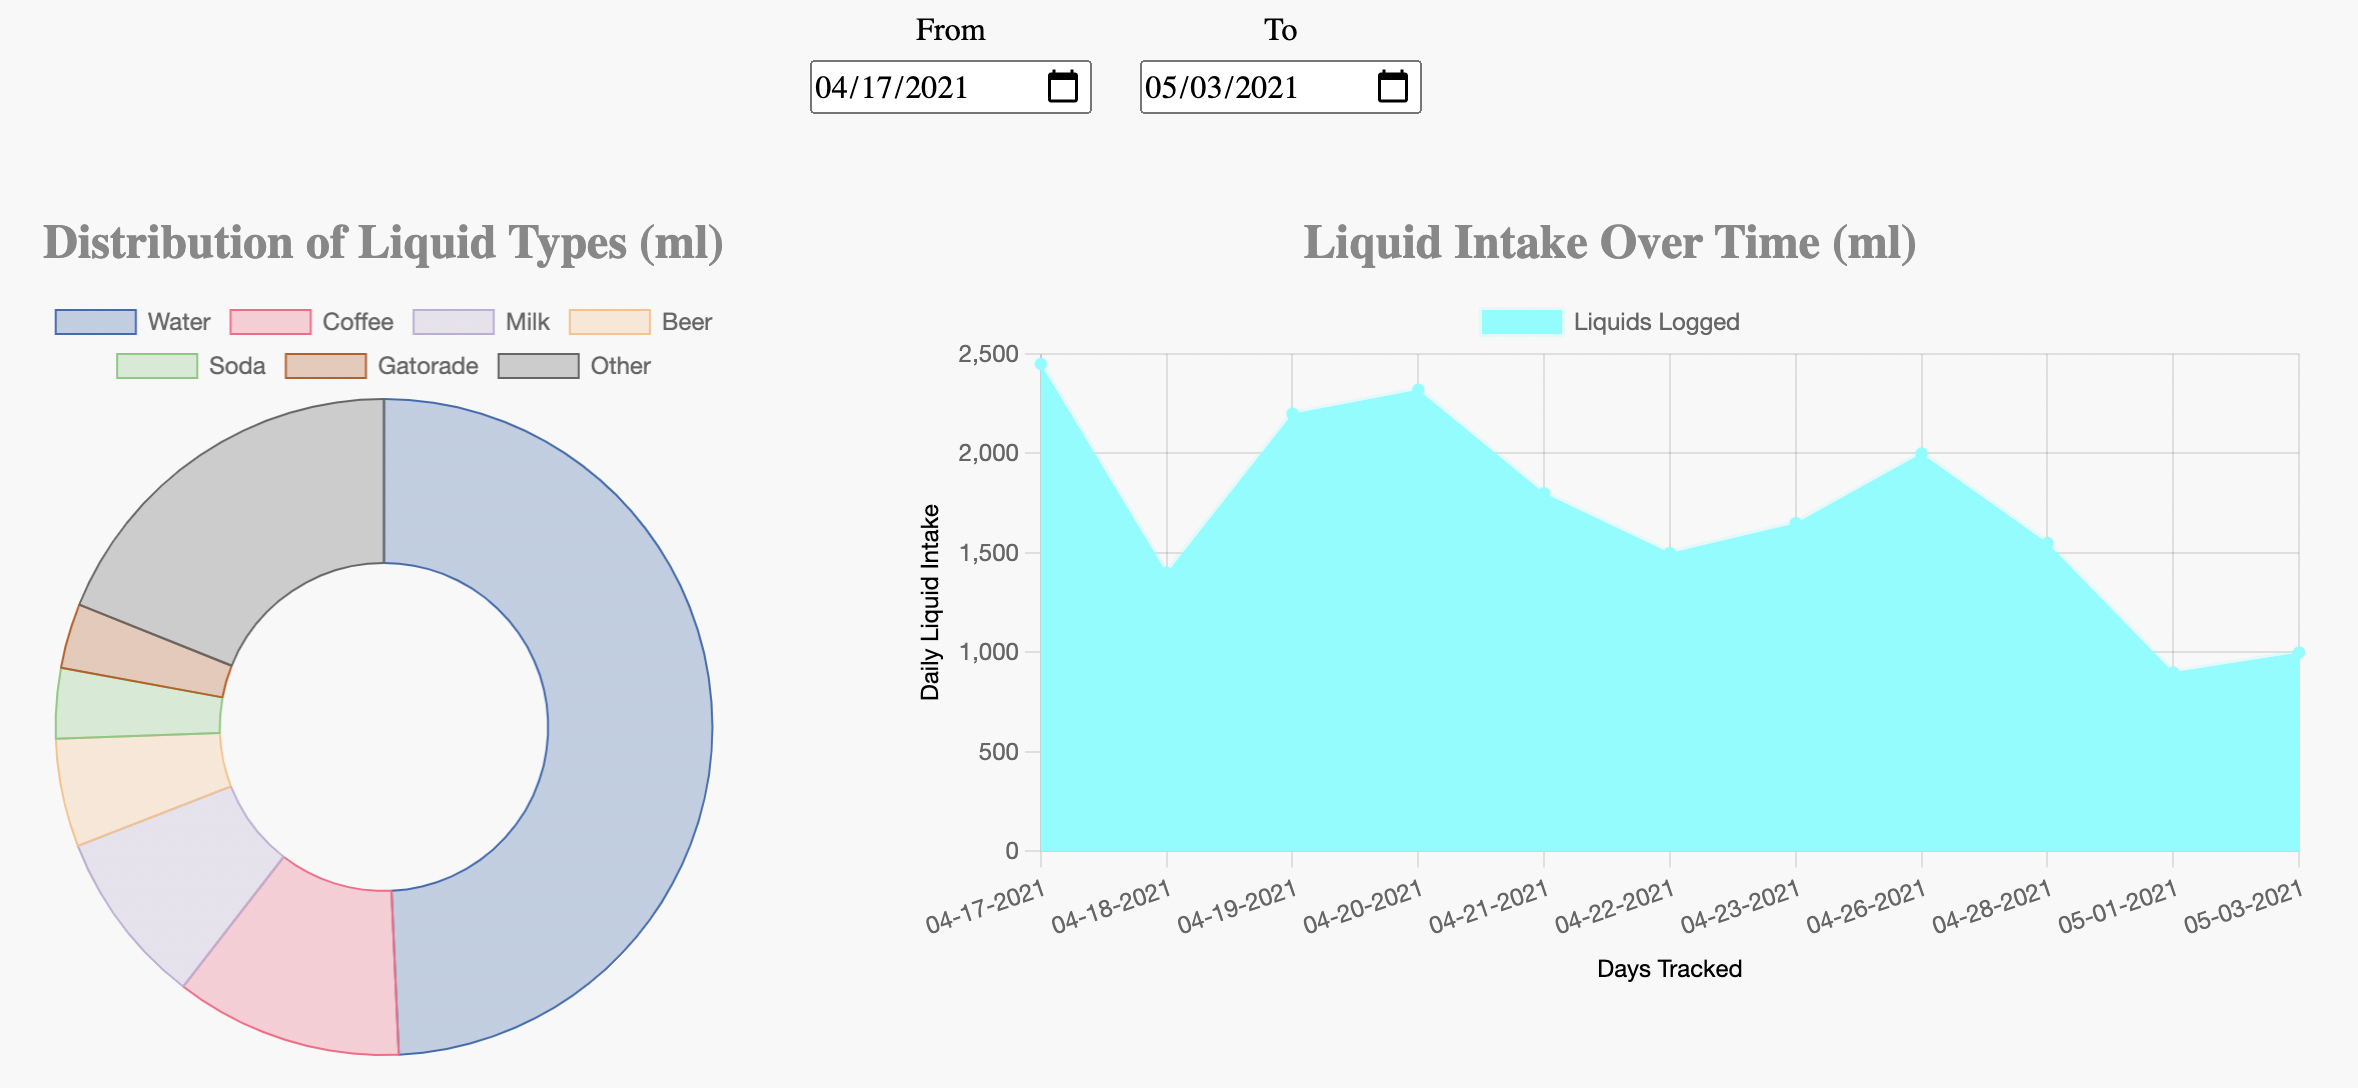 From To
04/17/2021 05/03/2021
Distribution of Liquid Types (ml)
Water Coffee Milk Beer
Soda Gatorade Other
Liquid Intake Over Time (ml)
Liquids Logged
2,500
2,000
1,500
1,000
500
0
Daily Liquid Intake
04-17-2021 04-18-2021 04-19-2021 04-20-2021 04-21-2021 04-22-2021 04-23-2021 04-26-2021 04-28-2021 05-01-2021 05-03-2021
Days Tracked